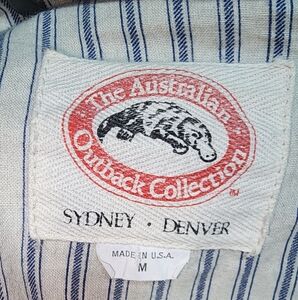 The Australian
Outback Collection
TM
SYDNEY · DENVER
MADE IN U.S.A.
M